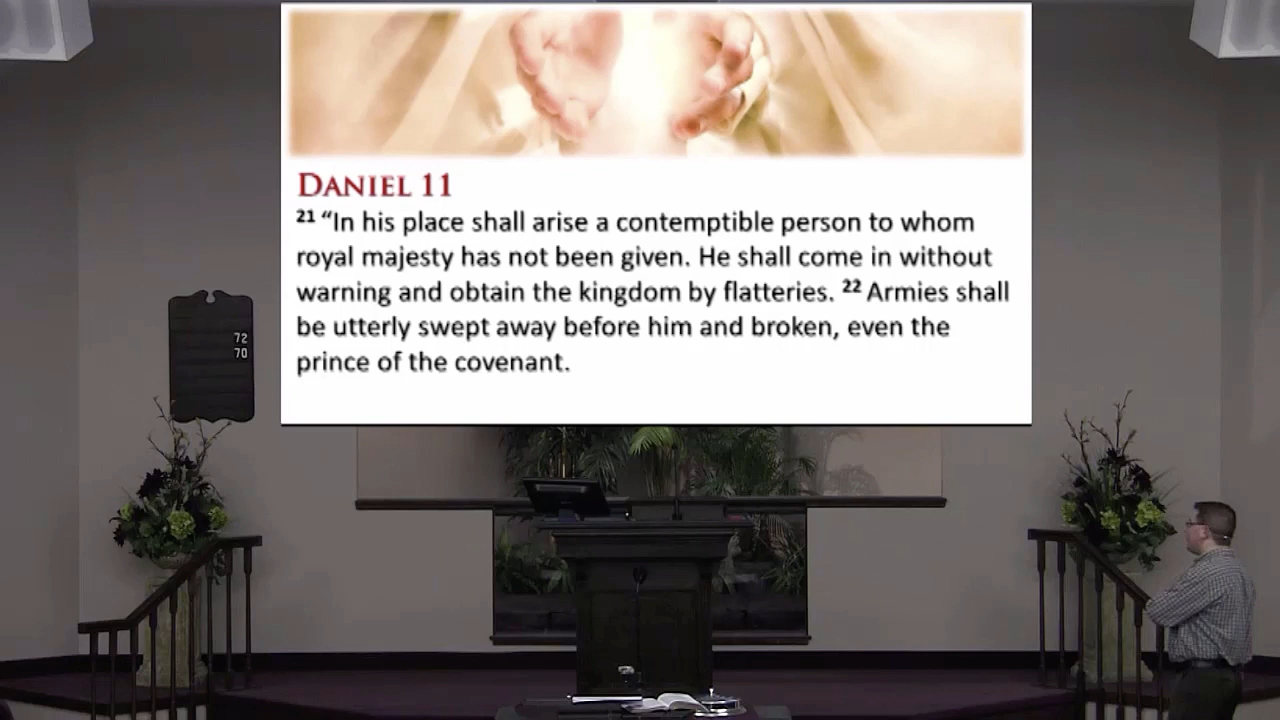 DANIEL 11
21 “In his place shall arise a contemptible person to whom
royal majesty has not been given. He shall come in without
warning and obtain the kingdom by flatteries. 22 Armies shall
be utterly swept away before him and broken, even the
prince of the covenant.
72
70